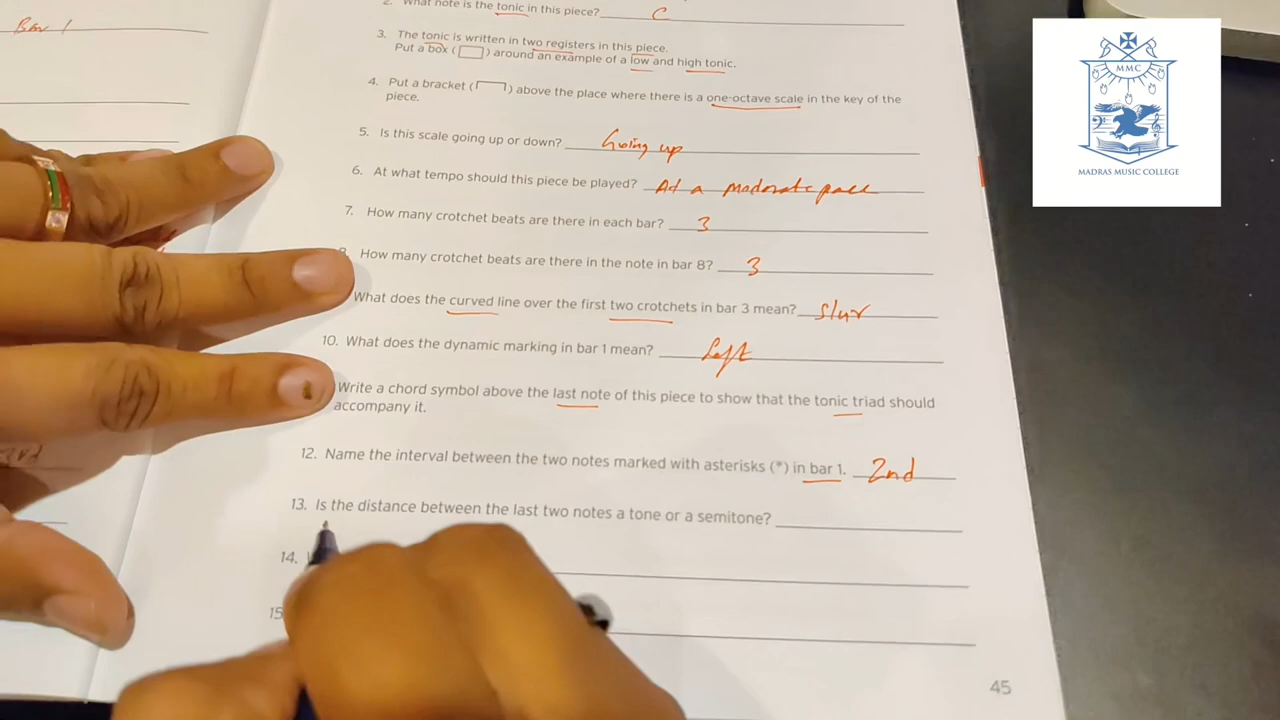 Bar 1
2. What note is the tonic in this piece? C
3. The tonic is written in two registers in this piece.
Put a box ( ) around an example of a low and high tonic.
4. Put a bracket ( ) above the place where there is a one-octave scale in the key of the
piece.
5. Is this scale going up or down? Going up
6. At what tempo should this piece be played? At a moderate pace
7. How many crotchet beats are there in each bar? 3
How many crotchet beats are there in the note in bar 8? 3
What does the curved line over the first two crotchets in bar 3 mean? Slur
10. What does the dynamic marking in bar 1 mean?
Write a chord symbol above the last note of this piece to show that the tonic triad should
accompany it.
12. Name the interval between the two notes marked with asterisks (*) in bar 1. 2nd
13. Is the distance between the last two notes a tone or a semitone?
14.
15
45
MMC
MADRAS MUSIC COLLEGE